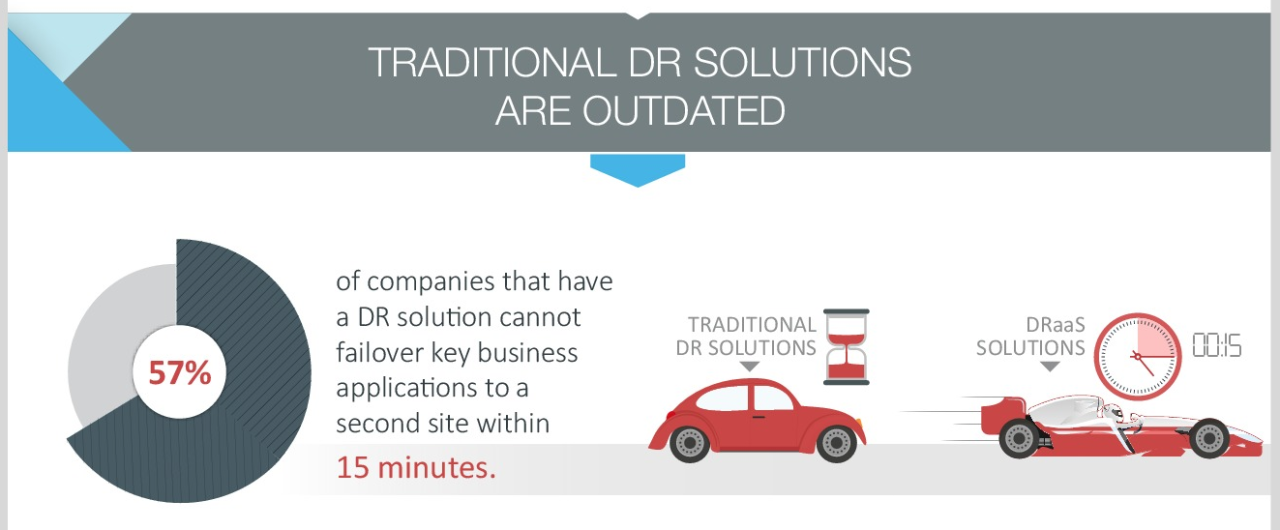 TRADITIONAL DR SOLUTIONS
ARE OUTDATED
57%
of companies that have
a DR solution cannot
failover key business
applications to a
second site within
15 minutes.
TRADITIONAL
DR SOLUTIONS
DRaaS
SOLUTIONS
00:15